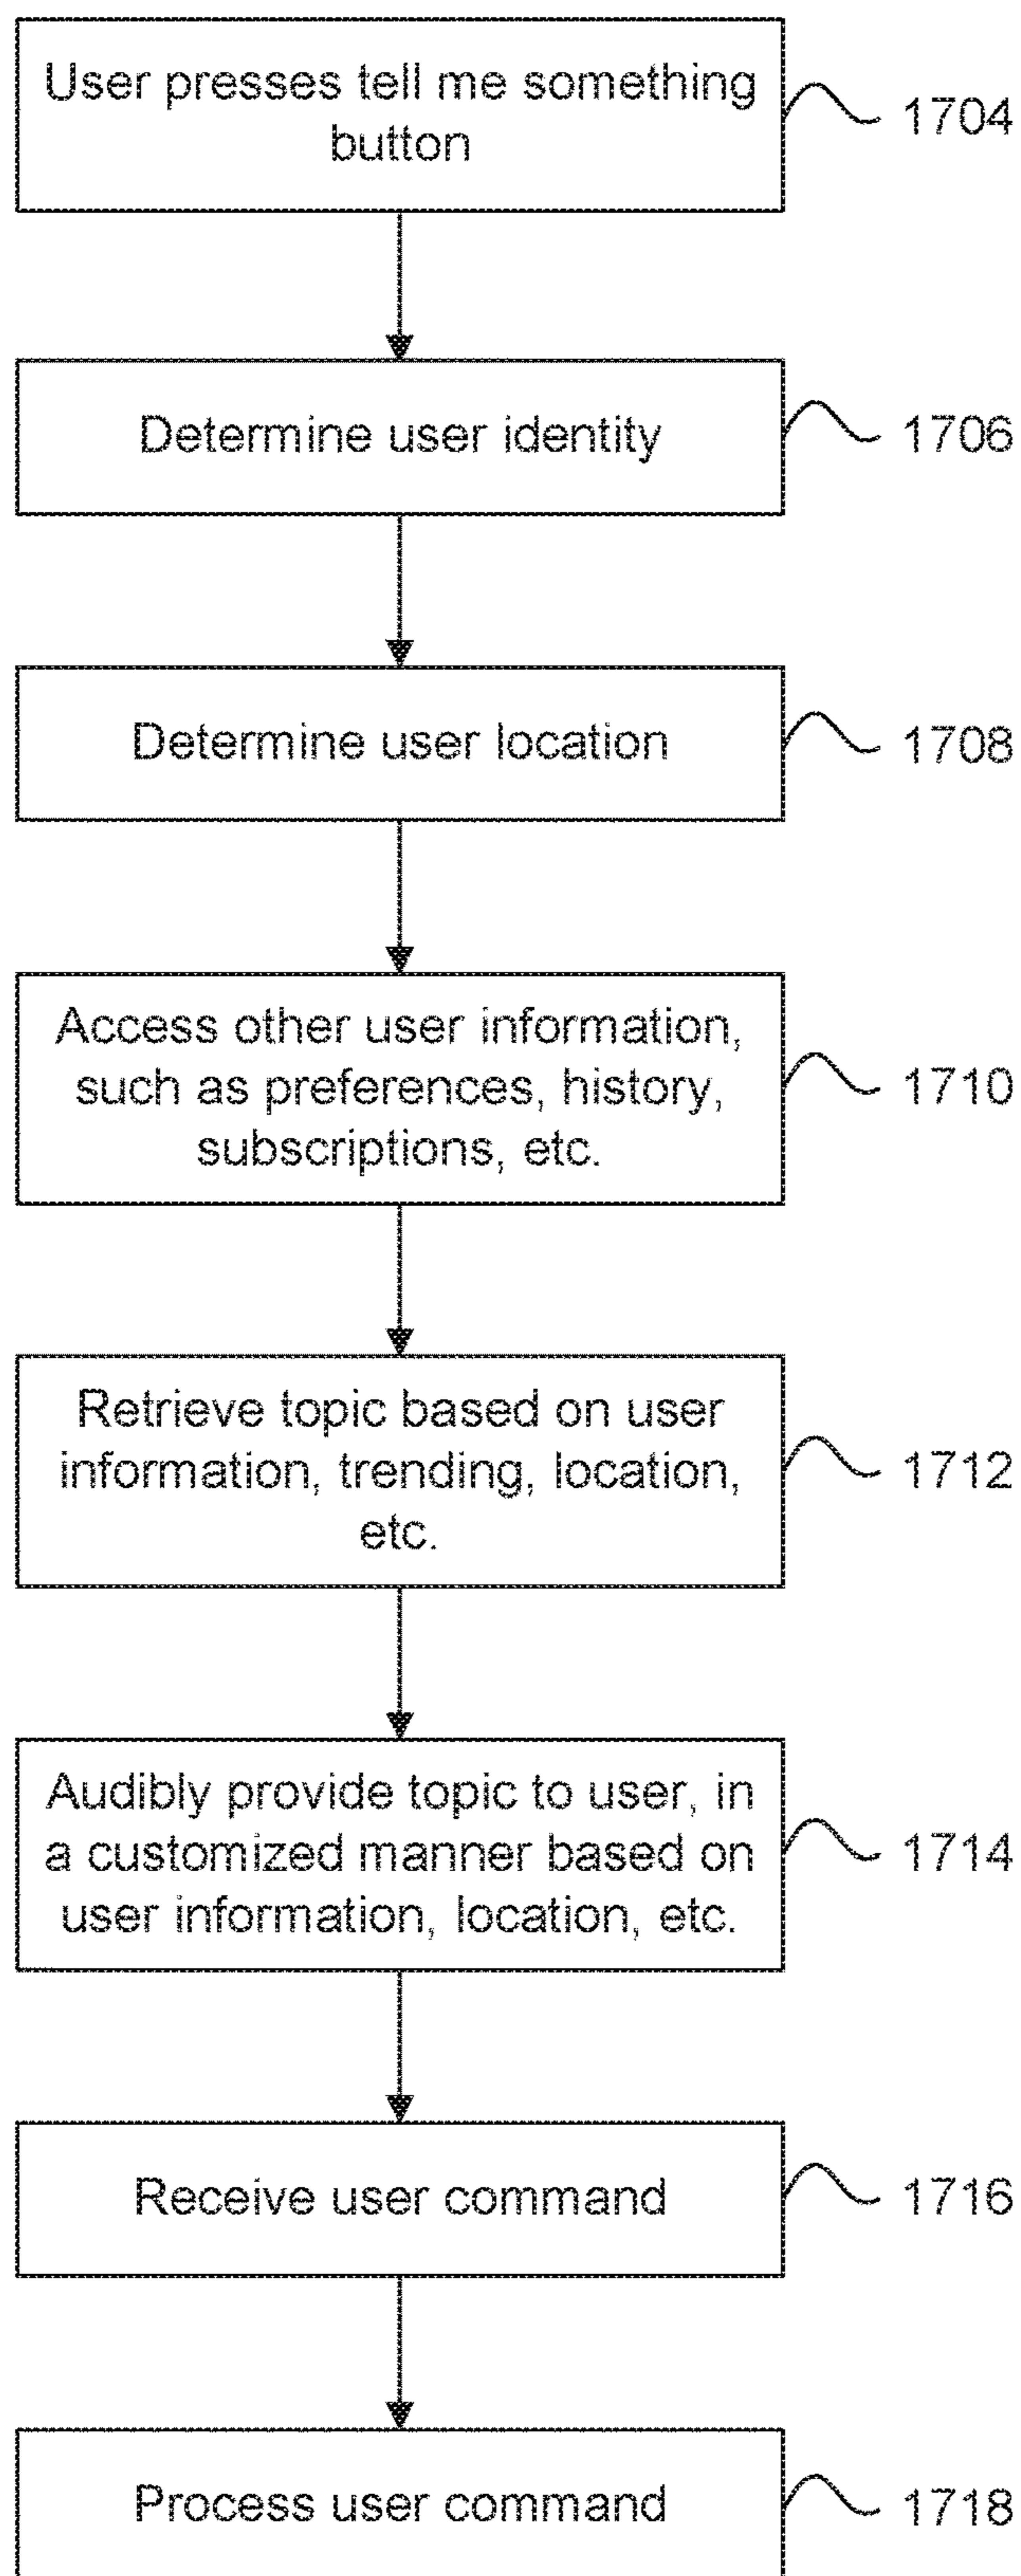 User presses tell me something
button
1704
Determine user identity
1706
Determine user location
1708
Access other user information,
such as preferences, history,
subscriptions, etc.
1710
Retrieve topic based on user
information, trending, location,
etc.
1712
Audibly provide topic to user, in
a customized manner based on
user information, location, etc.
1714
Receive user command
1716
Process user command
1718